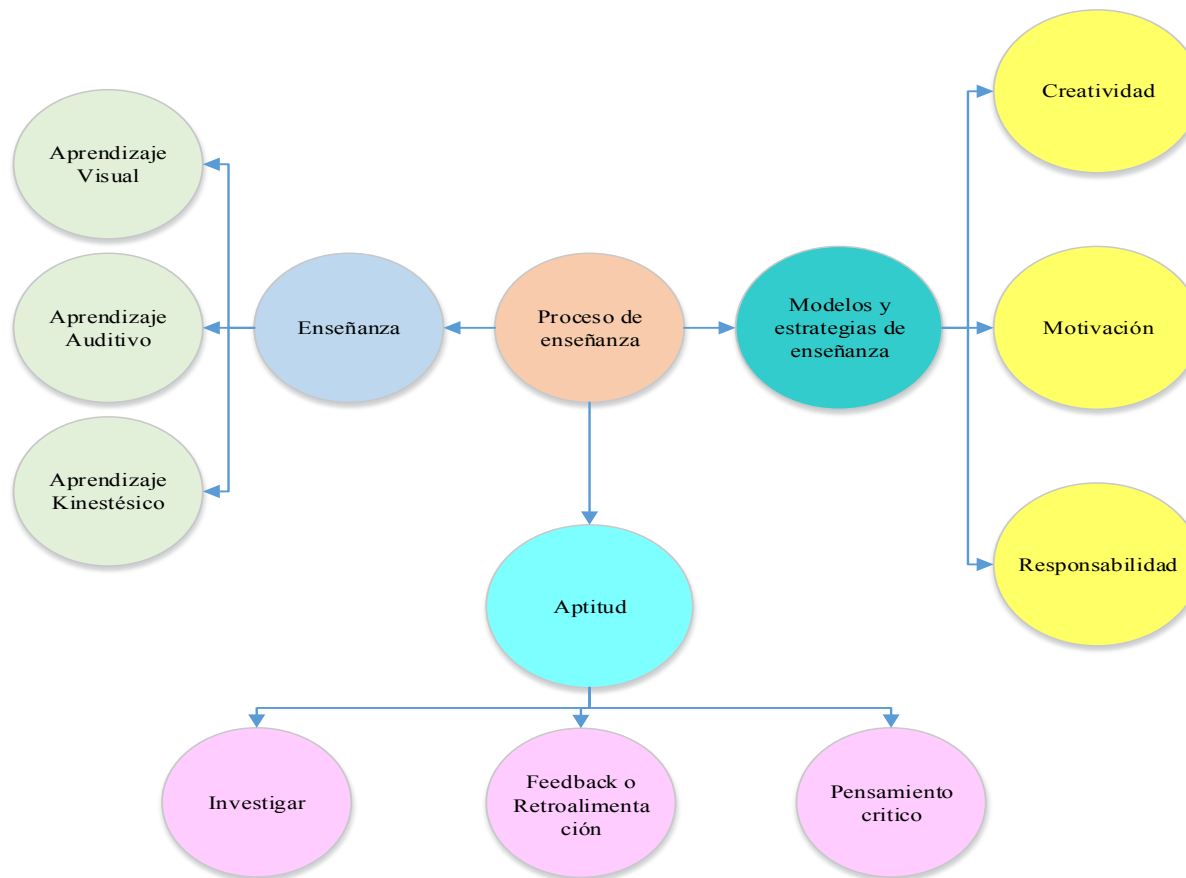 Creatividad
Aprendizaje
Visual
Aprendizaje
Auditivo
Enseñanza
Proceso de
enseñanza
Modelos y
estrategias de
enseñanza
Motivación
Aprendizaje
Kinestésico
Responsabilidad
Aptitud
Investigar
Feedback o
Retroalimenta
ción
Pensamiento
critico